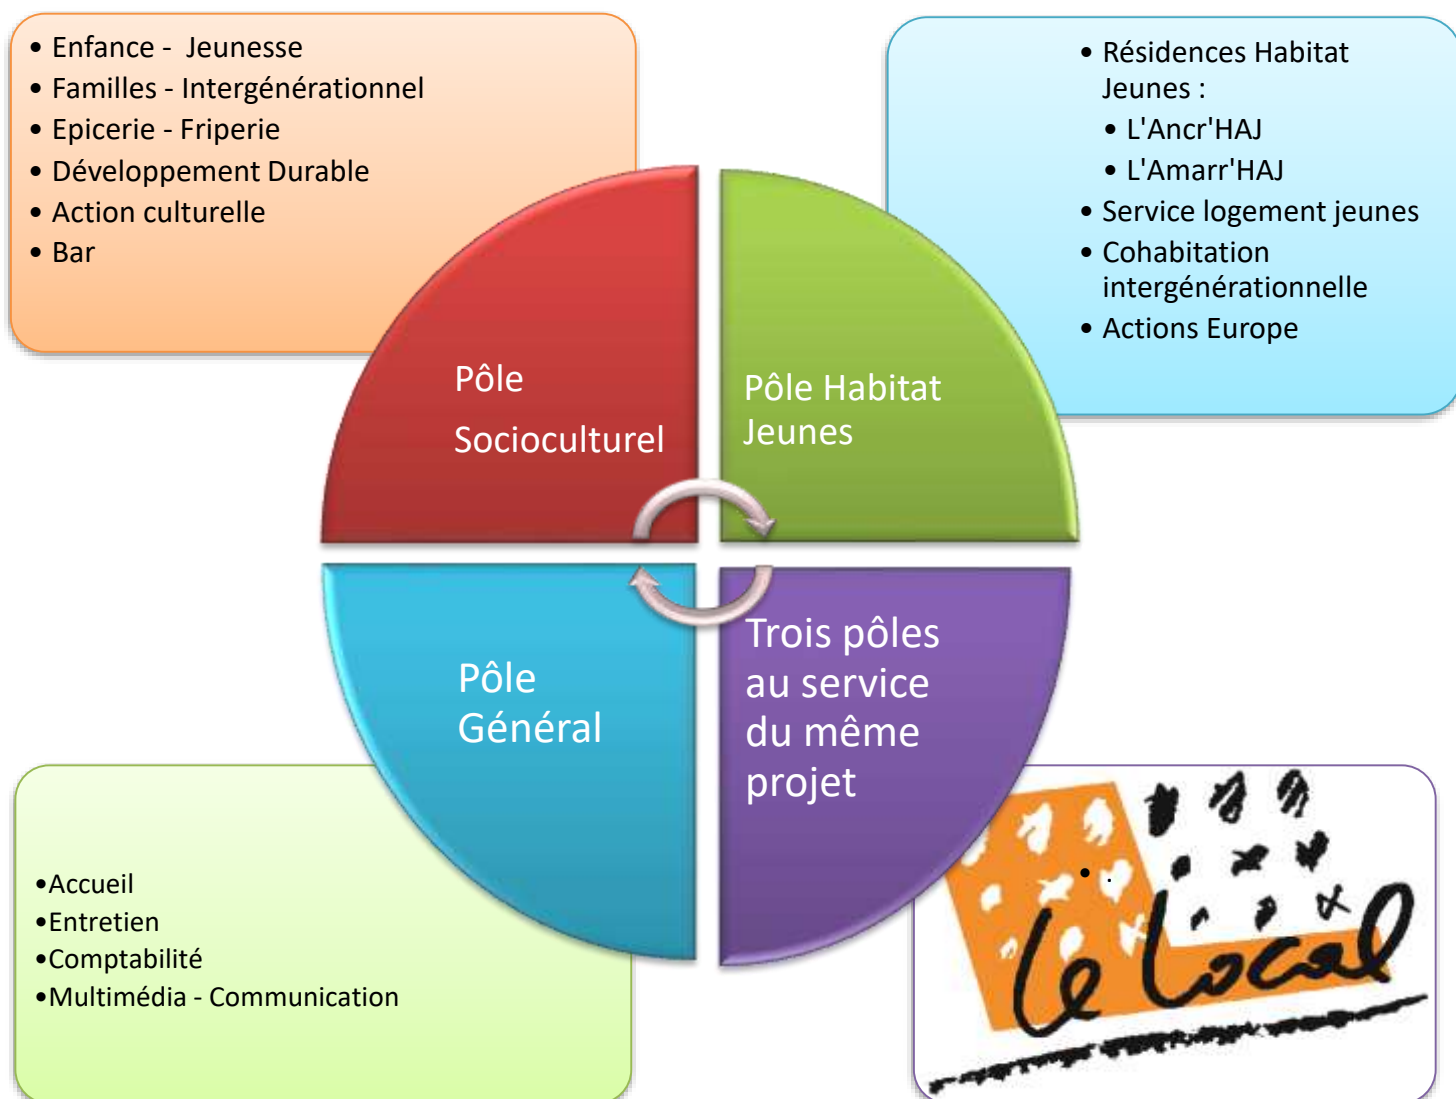 • Enfance -  Jeunesse
• Familles - Intergénérationnel
• Epicerie - Friperie
• Développement Durable
• Action culturelle
• Bar
• Résidences Habitat
Jeunes :
• L'Ancr'HAJ
• L'Amarr'HAJ
• Service logement jeunes
• Cohabitation
intergénérationnelle
• Actions Europe
Pôle
Socioculturel
Pôle Habitat
Jeunes
Pôle
Général
Trois pôles
au service
du même
projet
•Accueil
•Entretien
•Comptabilité
•Multimédia - Communication
• .
Le Local